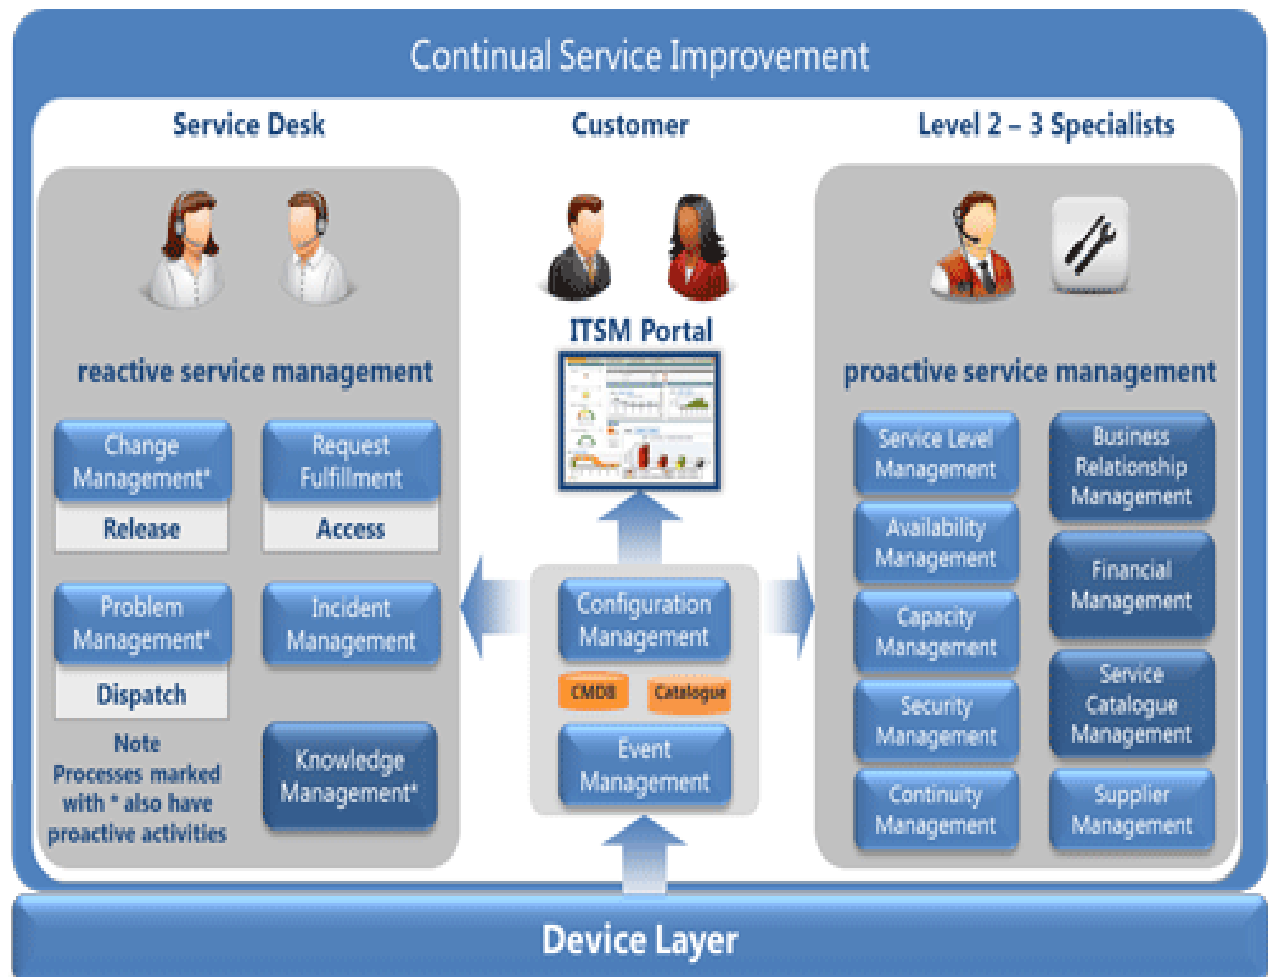 Continual Service Improvement
Service Desk
reactive service management
Change
Management*
Release
Request
Fulfillment
Access
Problem
Management*
Dispatch
Incident
Management
Note
Processes marked
with * also have
proactive activities
Knowledge
Management*
Customer
ITSM Portal
Configuration
Management
CMDB
Catalogue
Event
Management
Level 2 – 3 Specialists
proactive service management
Service Level
Management
Availability
Management
Capacity
Management
Security
Management
Continuity
Management
Business
Relationship
Management
Financial
Management
Service
Catalogue
Management
Supplier
Management
Device Layer